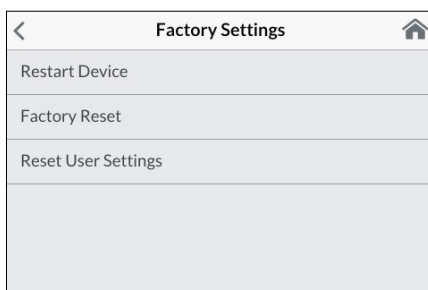 Factory Settings
Restart Device
Factory Reset
Reset User Settings